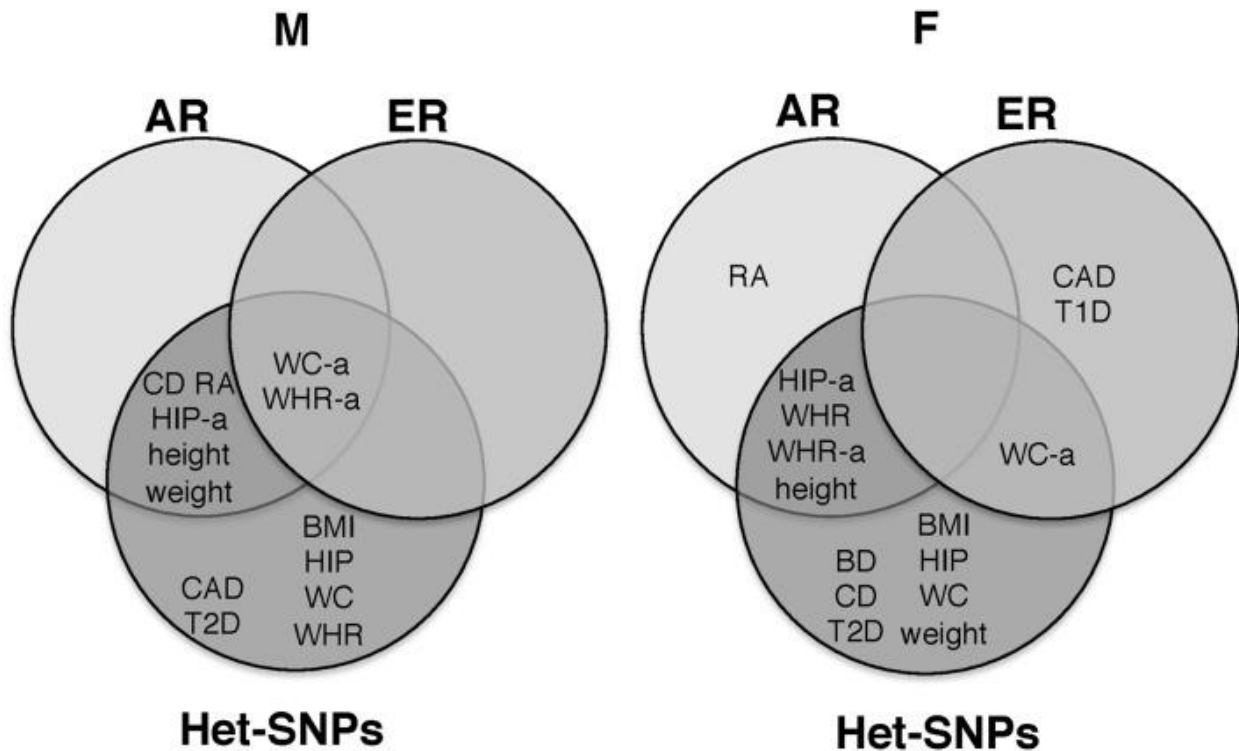 M
AR
ER
CD RA
HIP-a
height
weight
WC-a
WHR-a
CAD
T2D
BMI
HIP
WC
WHR
Het-SNPs
F
AR
ER
RA
CAD
T1D
HIP-a
WHR
WHR-a
height
WC-a
BD
CD
T2D
BMI
HIP
WC
weight
Het-SNPs